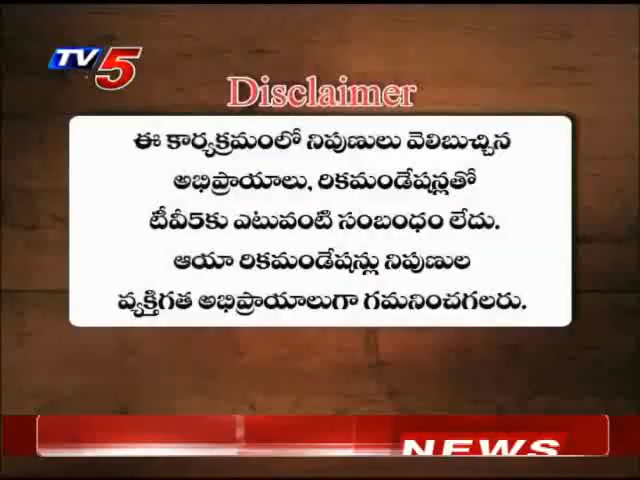 TV5
Disclaimer
ఈ కార్యక్రమంలో నిపుణులు వెలిబుచ్చిన
అభిప్రాయాలు, రికమండేషన్లతో
టీవీ5కు ఎటువంటి సంబంధం లేదు.
ఆయా రికమండేషన్లు నిపుణుల
వ్యక్తిగత అభిప్రాయాలుగా గమనించగలరు.
NEWS